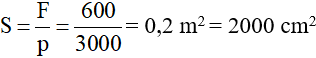 S = F/p = 600/3000 = 0,2 m² = 2000 cm²